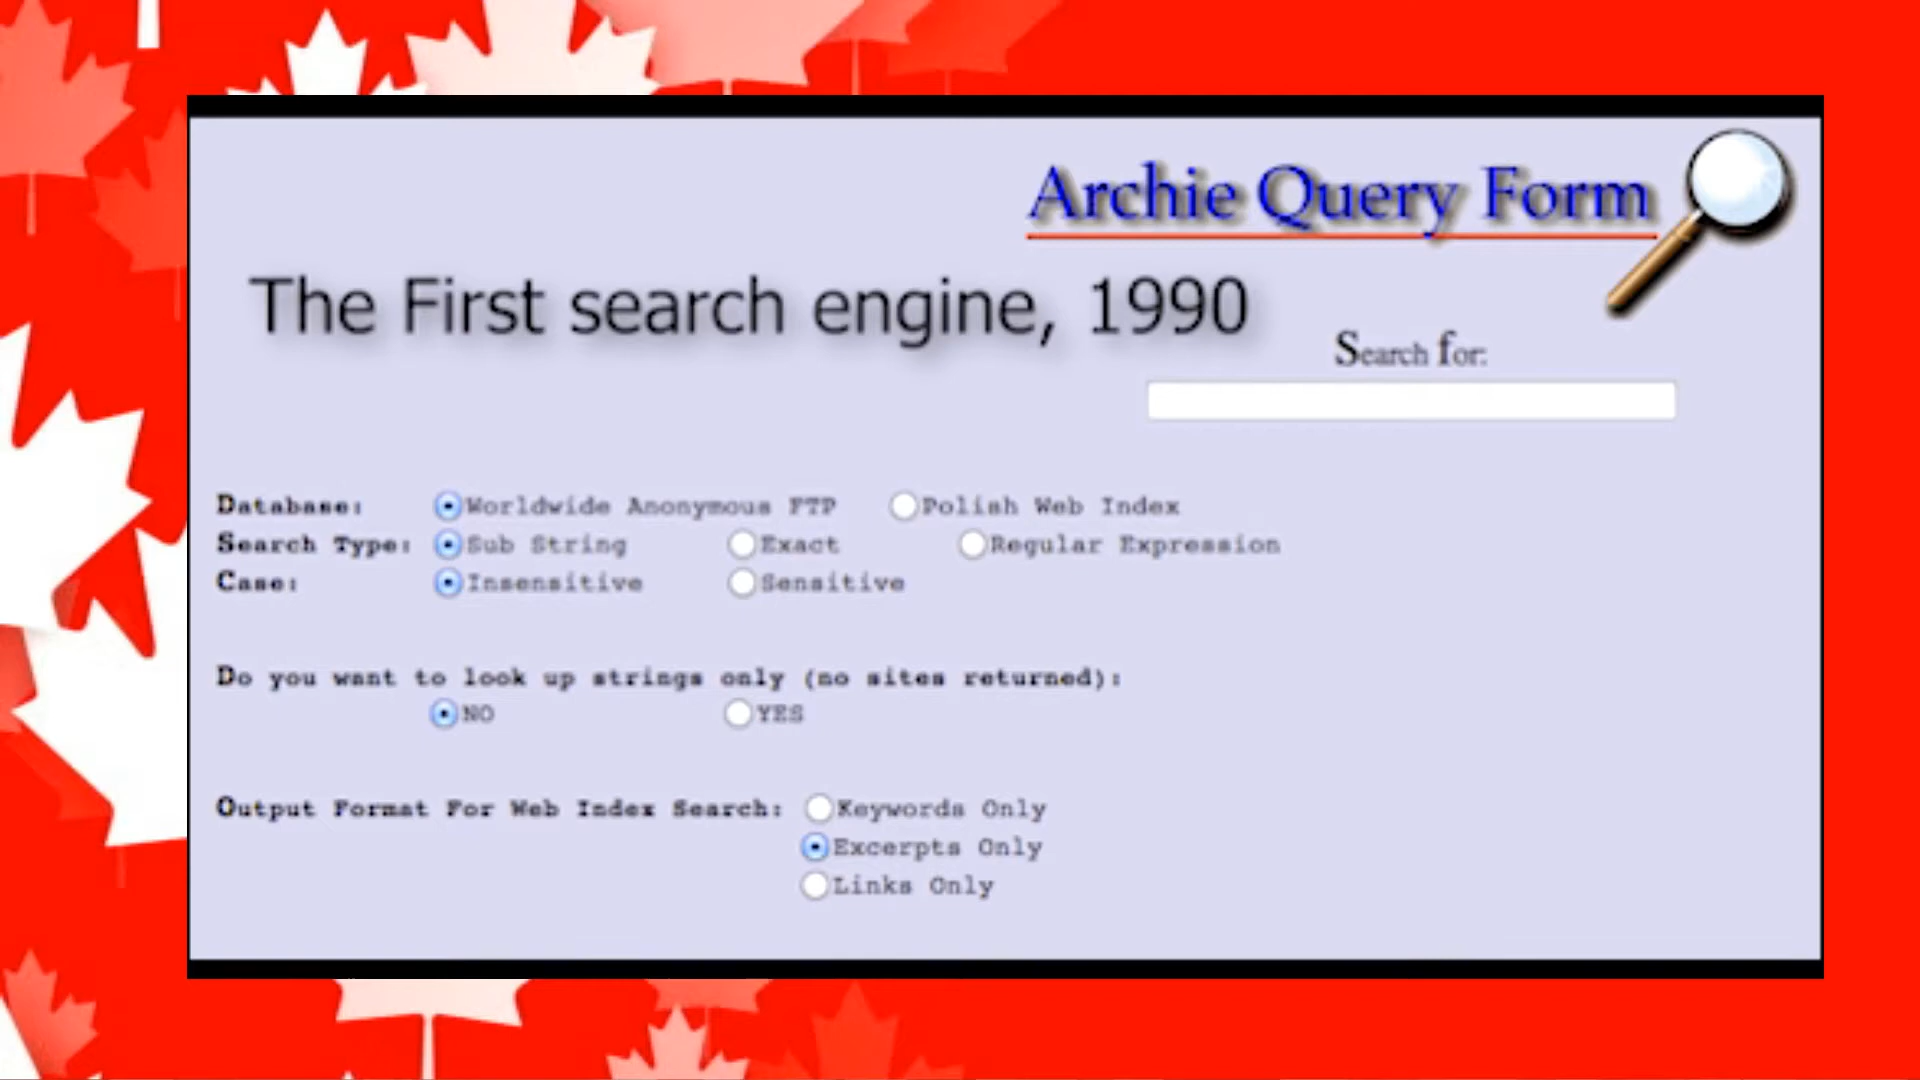 Archie Query Form
The First search engine, 1990
Search for:
Database: Worldwide Anonymous FTP Polish Web Index
Search Type: Sub String Exact Regular Expression
Case: Insensitive Sensitive
Do you want to look up strings only (no sites returned):
NO YES
Output Format For Web Index Search: Keywords Only
Excerpts Only
Links Only